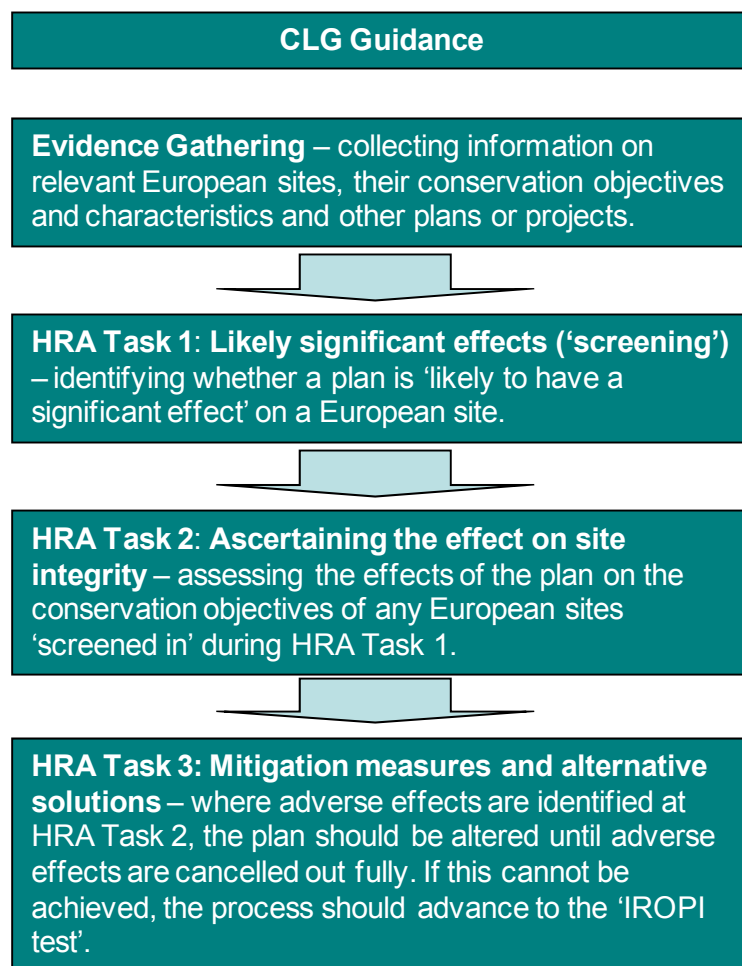 CLG Guidance
Evidence Gathering – collecting information on
relevant European sites, their conservation objectives
and characteristics and other plans or projects.
HRA Task 1: Likely significant effects (‘screening’)
– identifying whether a plan is ‘likely to have a
significant effect’ on a European site.
HRA Task 2: Ascertaining the effect on site
integrity – assessing the effects of the plan on the
conservation objectives of any European sites
‘screened in’ during HRA Task 1.
HRA Task 3: Mitigation measures and alternative
solutions – where adverse effects are identified at
HRA Task 2, the plan should be altered until adverse
effects are cancelled out fully. If this cannot be
achieved, the process should advance to the ‘IROPI
test’.